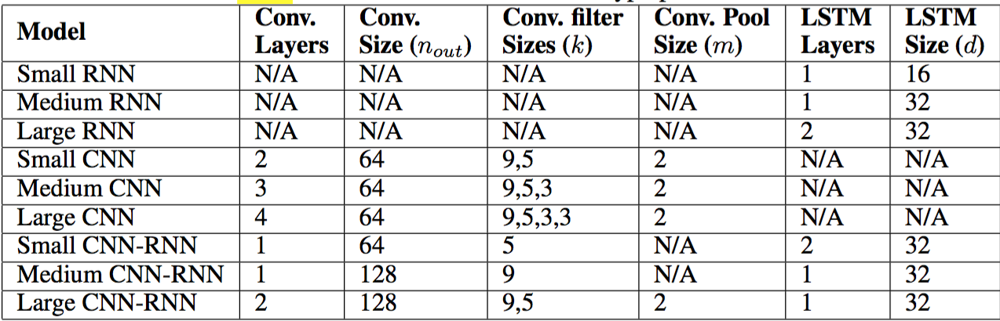 Model Conv. Layers Conv. Size (n_out) Conv. filter Sizes (k) Conv. Pool Size (m) LSTM Layers LSTM Size (d)
Small RNN N/A N/A N/A N/A 1 16
Medium RNN N/A N/A N/A N/A 1 32
Large RNN N/A N/A N/A N/A 2 32
Small CNN 2 64 9,5 2 N/A N/A
Medium CNN 3 64 9,5,3 2 N/A N/A
Large CNN 4 64 9,5,3,3 2 N/A N/A
Small CNN-RNN 1 64 5 N/A 2 32
Medium CNN-RNN 1 128 9 N/A 1 32
Large CNN-RNN 2 128 9,5 2 1 32